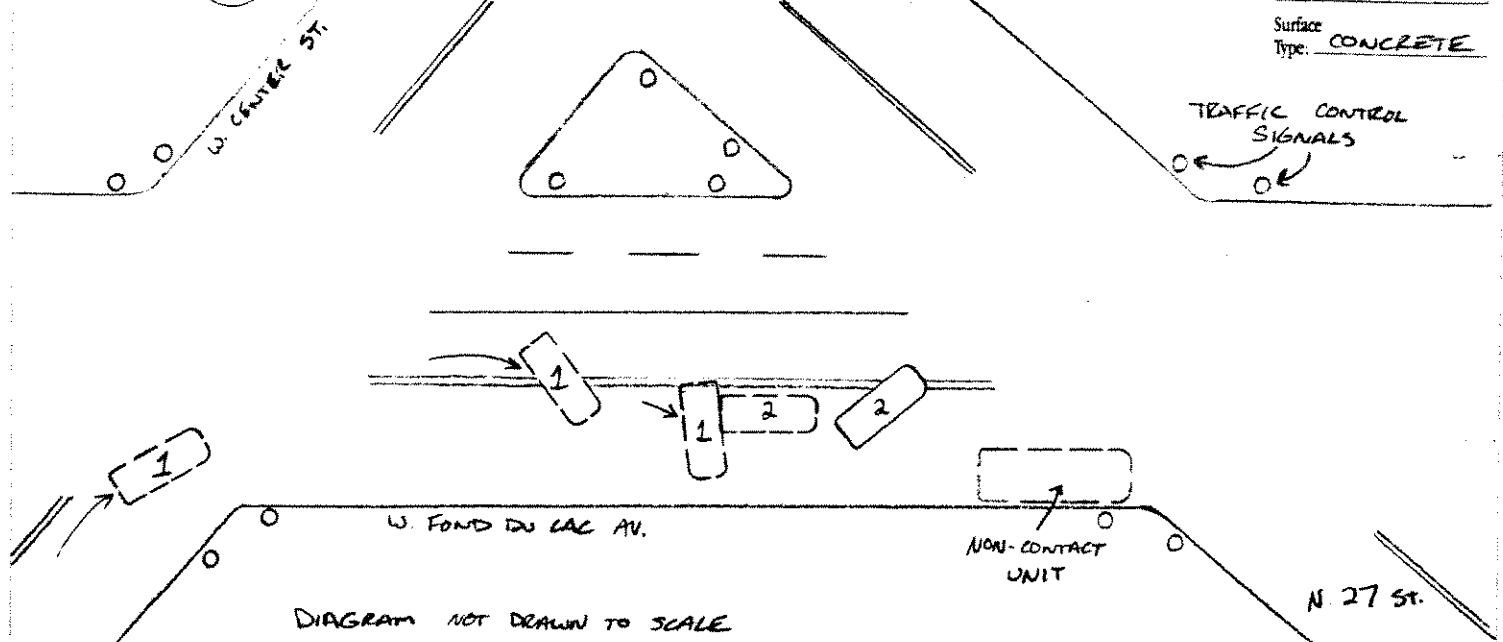 Surface
Type: CONCRETE
W. CENTER ST.
TRAFFIC CONTROL
SIGNALS
1
2
2
1
1
W. FOND DU LAC AV.
NON-CONTACT
UNIT
N. 27 ST.
DIAGRAM NOT DRAWN TO SCALE